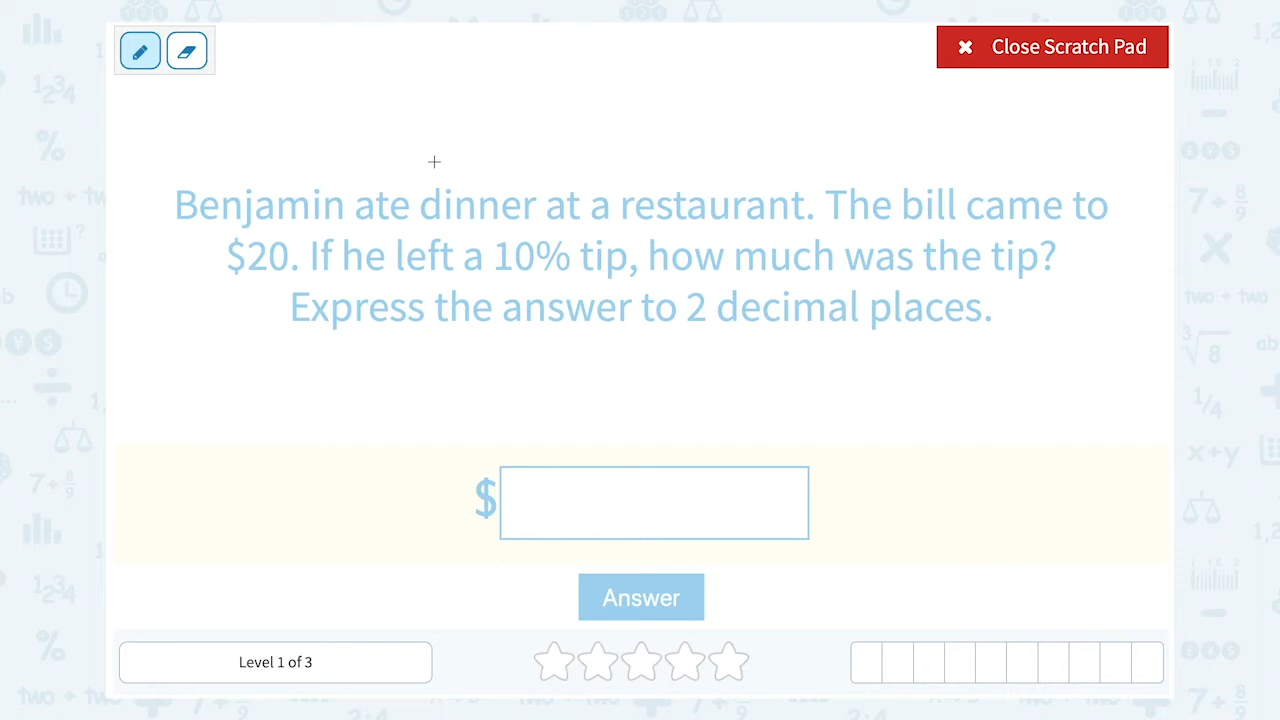 Close Scratch Pad
Benjamin ate dinner at a restaurant. The bill came to
$20. If he left a 10% tip, how much was the tip?
Express the answer to 2 decimal places.
$
Answer
Level 1 of 3